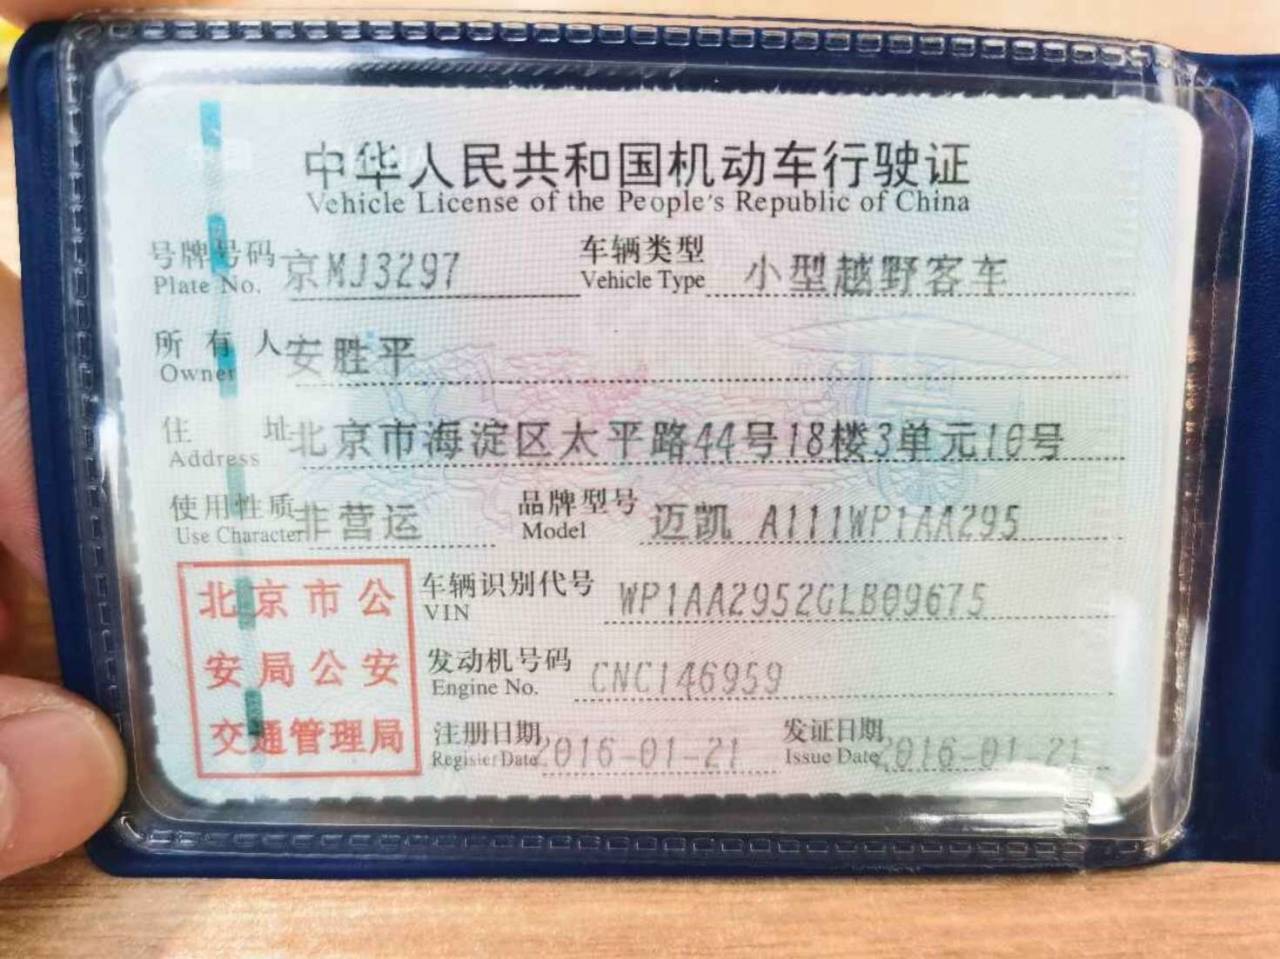 中华人民共和国机动车行驶证
Vehicle License of the People's Republic of China
号牌号码 京MJ3297 车辆类型 小型越野客车
Plate No. Vehicle Type
所有人 安胜平
Owner
住址 北京市海淀区太平路44号18楼3单元10号
Address
使用性质 非营运 品牌型号 迈凯 A111WP1AA295
Use Character Model
北京市公
安局公安
交通管理局
车辆识别代号 WP1AA2952GLB09675
VIN
发动机号码 CNC146959
Engine No.
注册日期 2016-01-21 发证日期 2016-01-21
Register Date Issue Date